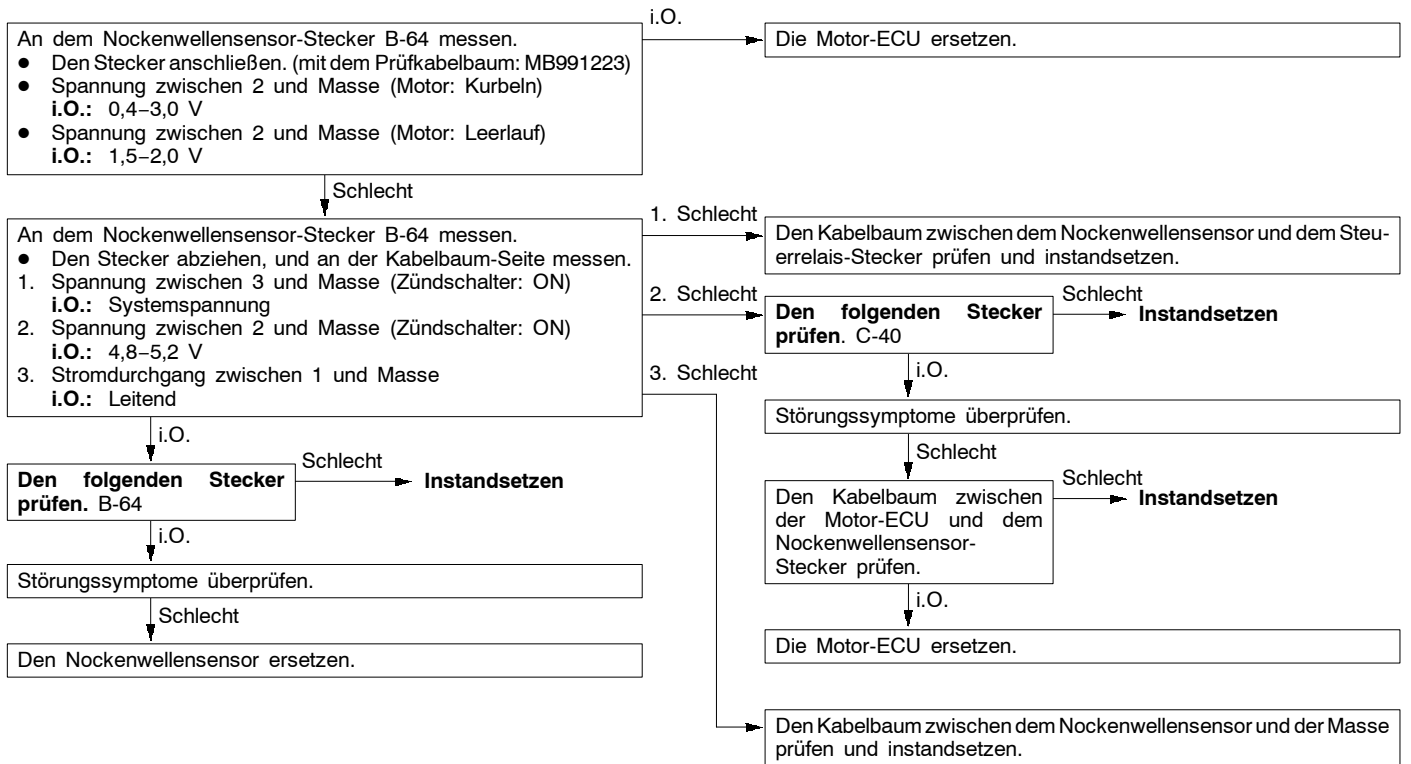 An dem Nockenwellensensor-Stecker B-64 messen.
● Den Stecker anschließen. (mit dem Prüfkabelbaum: MB991223)
● Spannung zwischen 2 und Masse (Motor: Kurbeln)
i.O.: 0,4–3,0 V
● Spannung zwischen 2 und Masse (Motor: Leerlauf)
i.O.: 1,5–2,0 V
i.O.
Die Motor-ECU ersetzen.
Schlecht
An dem Nockenwellensensor-Stecker B-64 messen.
● Den Stecker abziehen, und an der Kabelbaum-Seite messen.
1. Spannung zwischen 3 und Masse (Zündschalter: ON)
i.O.: Systemspannung
2. Spannung zwischen 2 und Masse (Zündschalter: ON)
i.O.: 4,8–5,2 V
3. Stromdurchgang zwischen 1 und Masse
i.O.: Leitend
1. Schlecht
Den Kabelbaum zwischen dem Nockenwellensensor und dem Steu-
errelais-Stecker prüfen und instandsetzen.
2. Schlecht
Den folgenden Stecker
prüfen. C-40
Schlecht
Instandsetzen
i.O.
Störungssymptome überprüfen.
Schlecht
Den Kabelbaum zwischen
der Motor-ECU und dem
Nockenwellensensor-
Stecker prüfen.
Schlecht
Instandsetzen
i.O.
Die Motor-ECU ersetzen.
3. Schlecht
Den Kabelbaum zwischen dem Nockenwellensensor und der Masse
prüfen und instandsetzen.
i.O.
Den folgenden Stecker
prüfen. B-64
Schlecht
Instandsetzen
i.O.
Störungssymptome überprüfen.
Schlecht
Den Nockenwellensensor ersetzen.